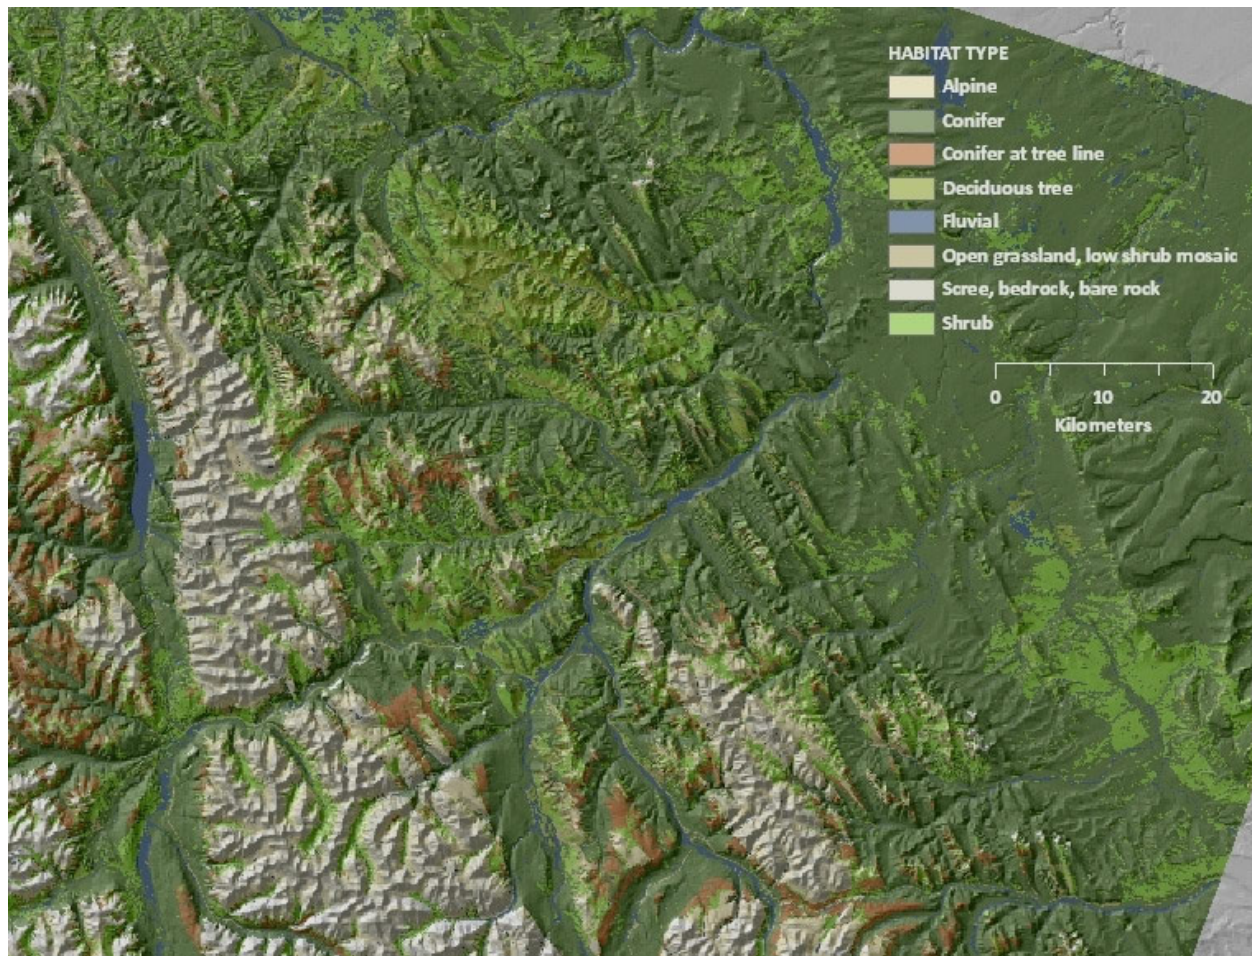 HABITAT TYPE
Alpine
Conifer
Conifer at tree line
Deciduous tree
Fluvial
Open grassland, low shrub mosaic
Scree, bedrock, bare rock
Shrub
0 10 20
Kilometers